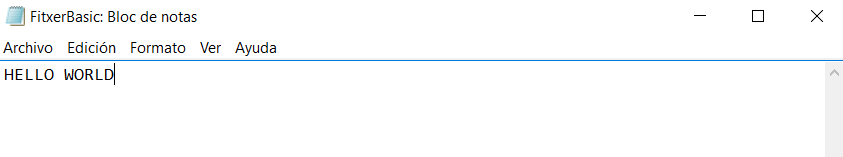 FitxerBasic: Bloc de notas
Archivo Edición Formato Ver Ayuda
HELLO WORLD